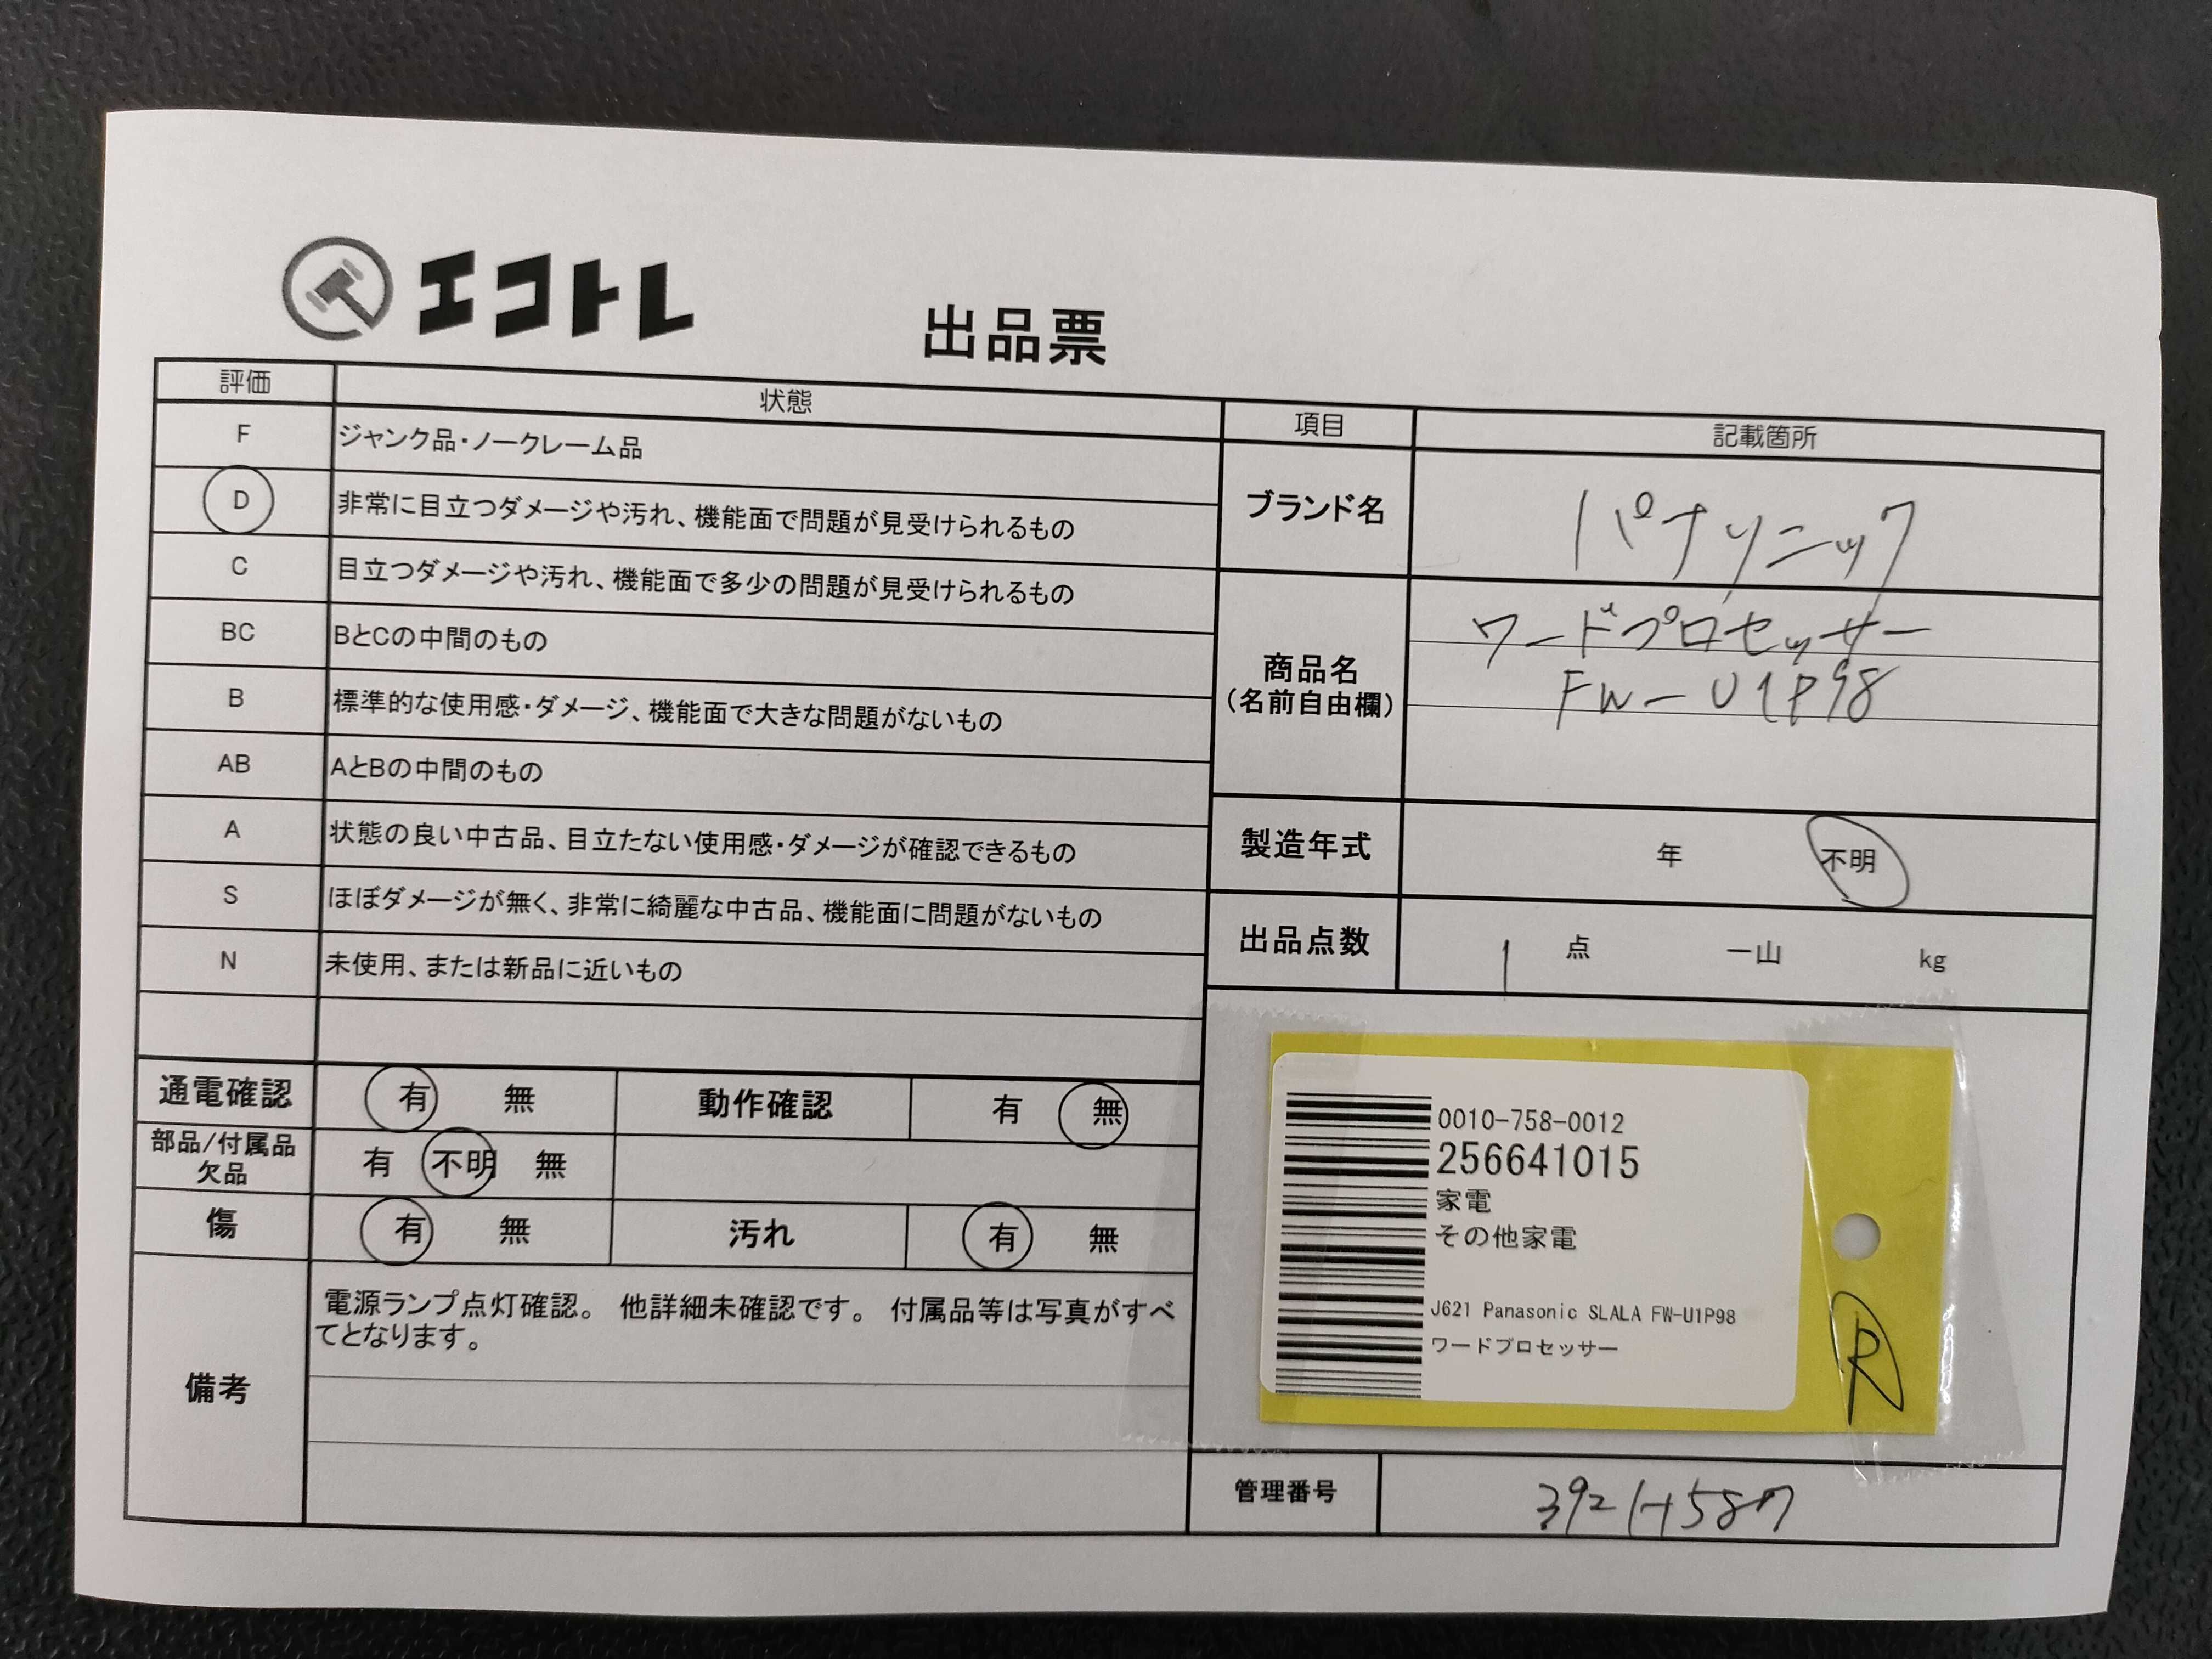 エコトレ
出品票
評価 状態
F ジャンク品・ノークレーム品
D 非常に目立つダメージや汚れ、機能面で問題が見受けられるもの
C 目立つダメージや汚れ、機能面で多少の問題が見受けられるもの
BC BとCの中間のもの
B 標準的な使用感・ダメージ、機能面で大きな問題がないもの
AB AとBの中間のもの
A 状態の良い中古品、目立たない使用感・ダメージが確認できるもの
S ほぼダメージが無く、非常に綺麗な中古品、機能面に問題がないもの
N 未使用、または新品に近いもの
通電確認 有 無 動作確認 有 無
部品/付属品
欠品
有 不明 無
傷 有 無 汚れ 有 無
備考
電源ランプ点灯確認。 他詳細未確認です。 付属品等は写真がすべ
てとなります。
項目 記載箇所
ブランド名 パナソニック
商品名
(名前自由欄)
ワードプロセッサー
FW-U1P98
製造年式 年 不明
出品点数 1 点 一山 kg
0010-758-0012
256641015
家電
その他家電
J621 Panasonic SLALA FW-U1P98
ワードプロセッサー
R
管理番号 3921-1587